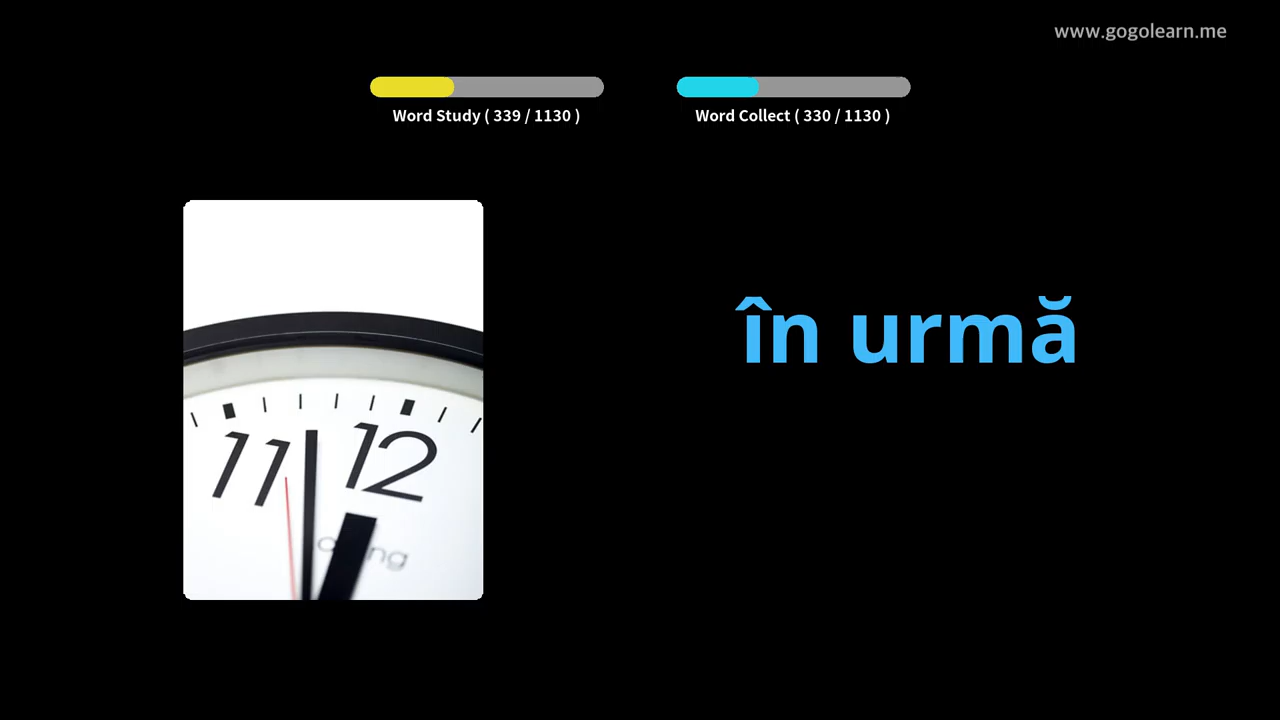 www.gogolearn.me
Word Study ( 339 / 1130 )
Word Collect ( 330 / 1130 )
în urmă
11
12